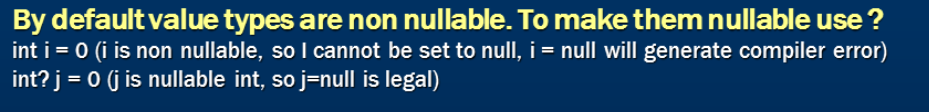 By default value types are non nullable. To make them nullable use ?
int i = 0 (i is non nullable, so I cannot be set to null, i = null will generate compiler error)
int? j = 0 (j is nullable int, so j=null is legal)